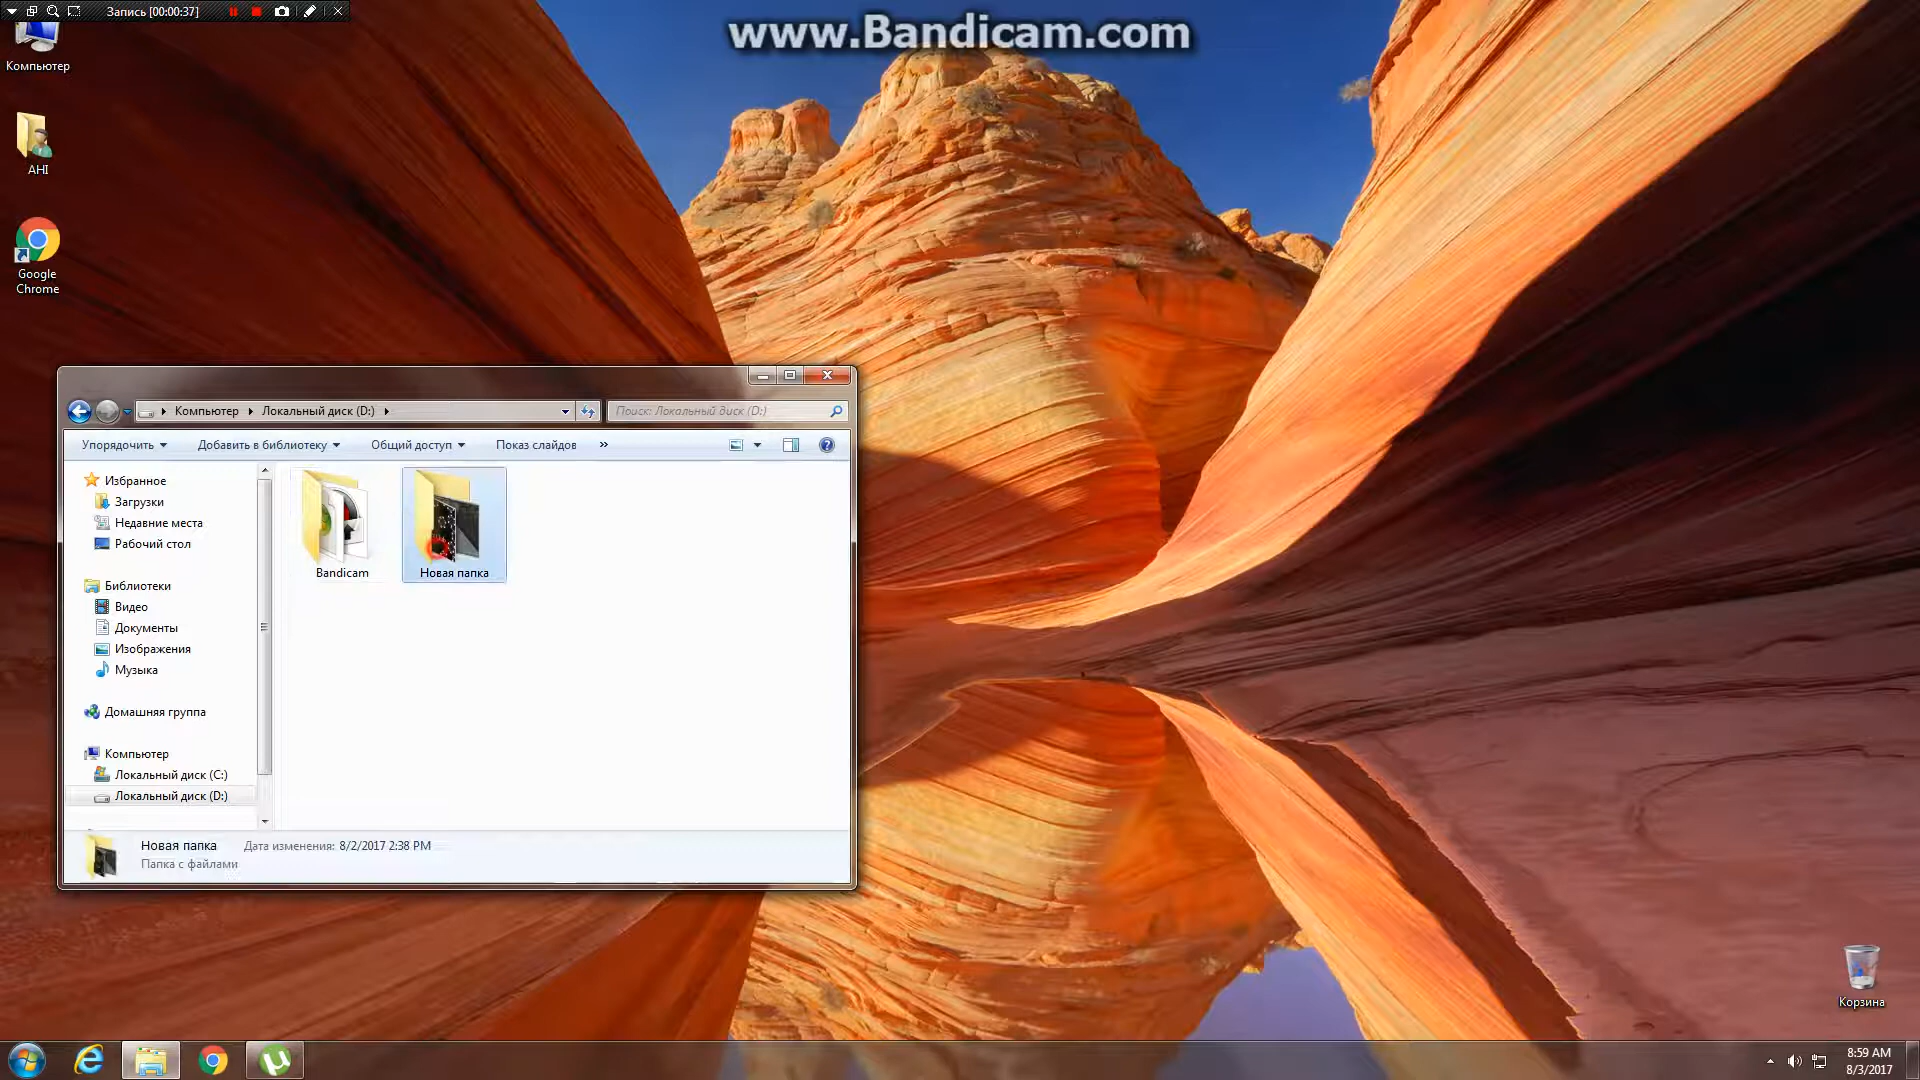 Запись [00:00:37]
www.Bandicam.com
Компьютер
AHI
Google
Chrome
Компьютер
Локальный диск (D:)
Поиск: Локальный диск (D:)
Упорядочить
Добавить в библиотеку
Общий доступ
Показ слайдов
»
Избранное
Загрузки
Недавние места
Рабочий стол
Библиотеки
Видео
Документы
Изображения
Музыка
Домашняя группа
Компьютер
Локальный диск (C:)
Локальный диск (D:)
Bandicam
Новая папка
Новая папка
Дата изменения: 8/2/2017 2:38 PM
Папка с файлами
Корзина
8:59 AM
8/3/2017